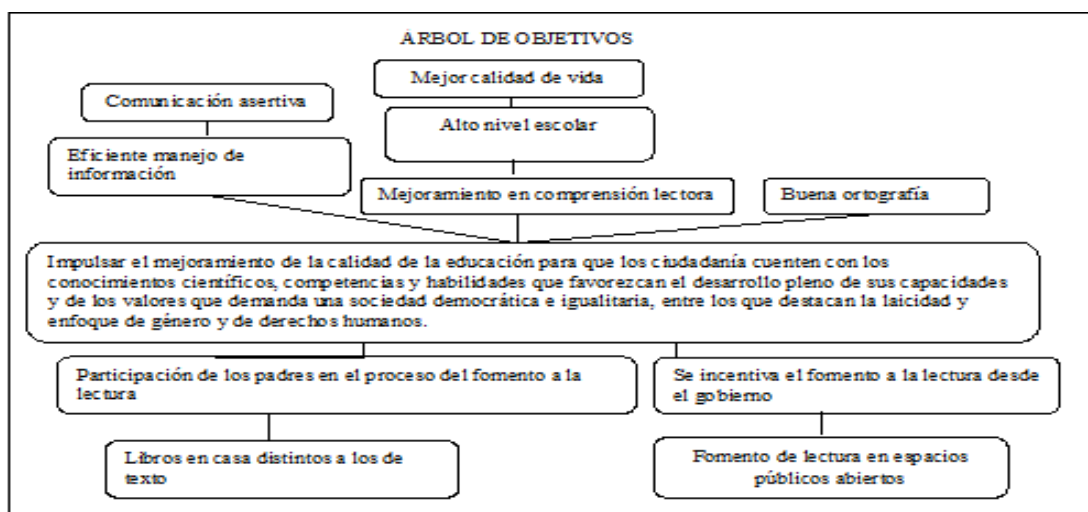 ÁRBOL DE OBJETIVOS
Mejor calidad de vida
Comunicación asertiva
Alto nivel escolar
Eficiente manejo de
información
Mejoramiento en comprensión lectora
Buena ortografía
Impulsar el mejoramiento de la calidad de la educación para que los ciudadanía cuenten con los
conocimientos científicos, competencias y habilidades que favorezcan el desarrollo pleno de sus capacidades
y de los valores que demanda una sociedad democrática e igualitaria, entre los que destacan la laicidad y
enfoque de género y de derechos humanos.
Participación de los padres en el proceso del fomento a la
lectura
Se incentiva el fomento a la lectura desde
el gobierno
Libros en casa distintos a los de
texto
Fomento de lectura en espacios
públicos abiertos